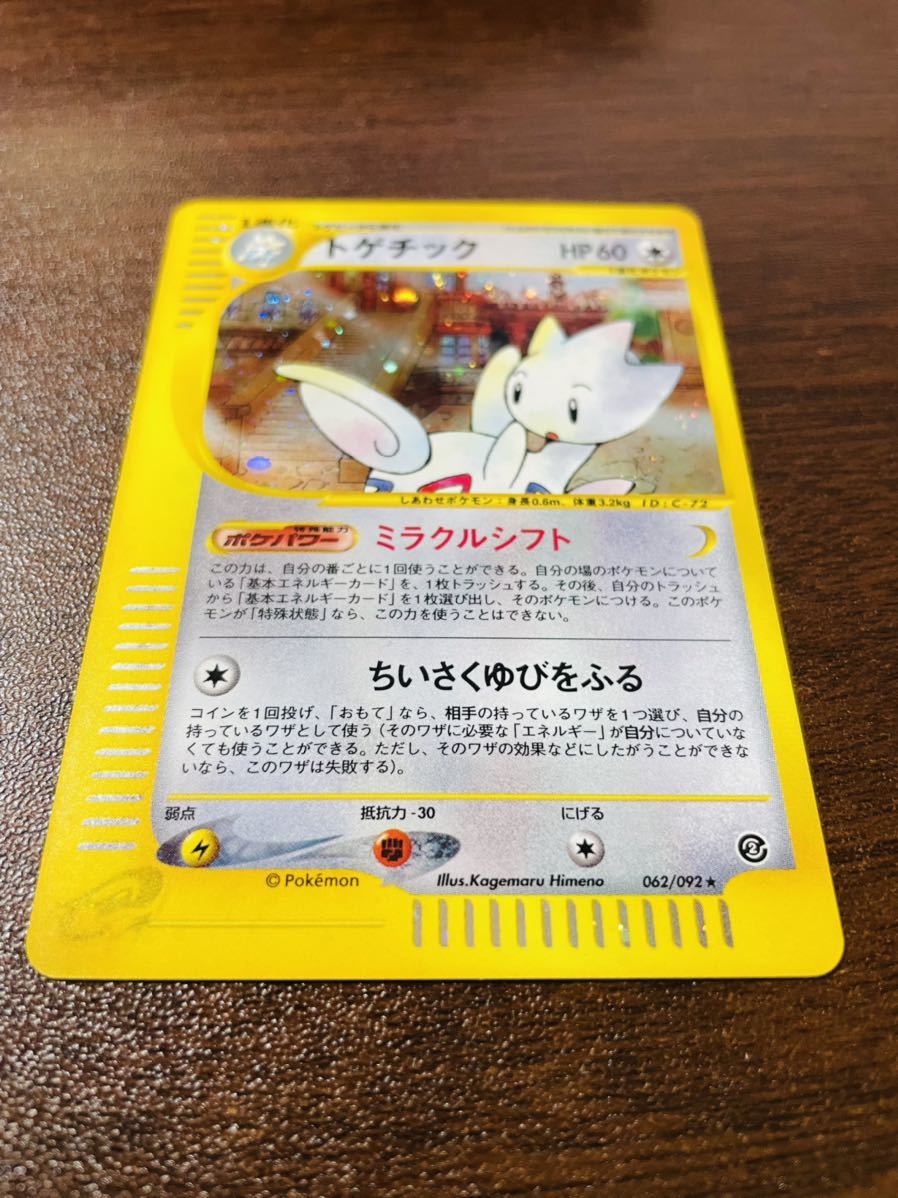 トゲチック HP60
しあわせポケモン：身長0.6m、体重3.2kg ID:C-72
特殊能力
ポケパワー ミラクルシフト
この力は、自分の番ごとに1回使うことができる。自分の場のポケモンについて
いる「基本エネルギーカード」を、1枚トラッシュする。その後、自分のトラッシュ
から「基本エネルギーカード」を1枚選び出し、そのポケモンにつける。このポケ
モンが「特殊状態」なら、この力を使うことはできない。
ちいさくゆびをふる
コインを1回投げ、「おもて」なら、相手の持っているワザを1つ選び、自分の
持っているワザとして使う（そのワザに必要な「エネルギー」が自分についていな
くても使うことができる。ただし、そのワザの効果などにしたがうことができな
いなら、このワザは失敗する）。
弱点 抵抗力 -30 にげる
© Pokémon Illus.Kagemaru Himeno 062/092★